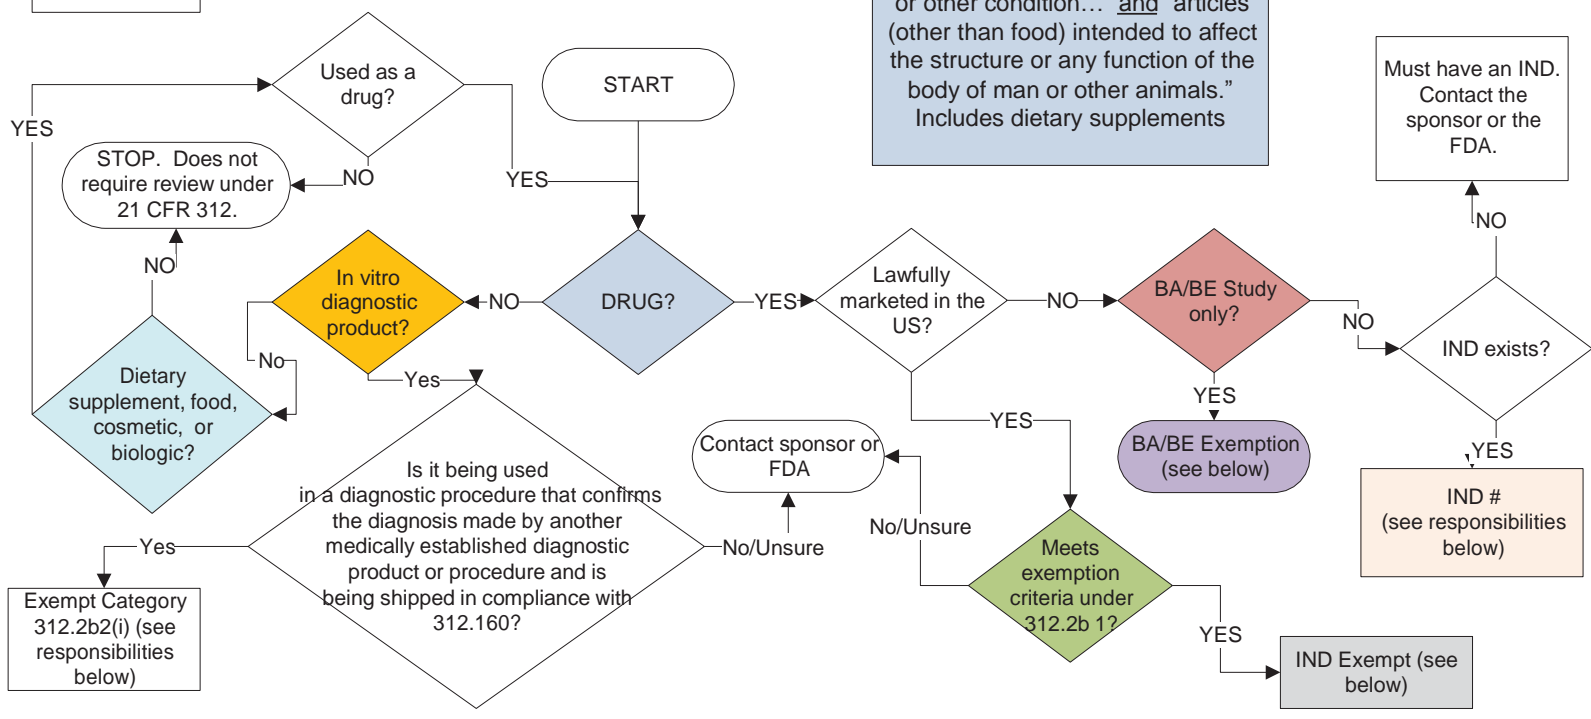 or other condition… and articles
(other than food) intended to affect
the structure or any function of the
body of man or other animals.”
Includes dietary supplements
Used as a
drug?
START
Must have an IND.
Contact the
sponsor or the
FDA.
YES
STOP. Does not
require review under
21 CFR 312.
NO
YES
NO
NO
In vitro
diagnostic
product?
NO
DRUG?
YES
Lawfully
marketed in the
US?
NO
BA/BE Study
only?
NO
IND exists?
No
Yes
Dietary
supplement, food,
cosmetic, or
biologic?
YES
YES
BA/BE Exemption
(see below)
YES
Contact sponsor or
FDA
Is it being used
in a diagnostic procedure that confirms
the diagnosis made by another
medically established diagnostic
product or procedure and is
being shipped in compliance with
312.160?
IND #
(see responsibilities
below)
No/Unsure
No/Unsure
Yes
Meets
exemption
criteria under
312.2b 1?
Exempt Category
312.2b2(i) (see
responsibilities
below)
YES
IND Exempt (see
below)